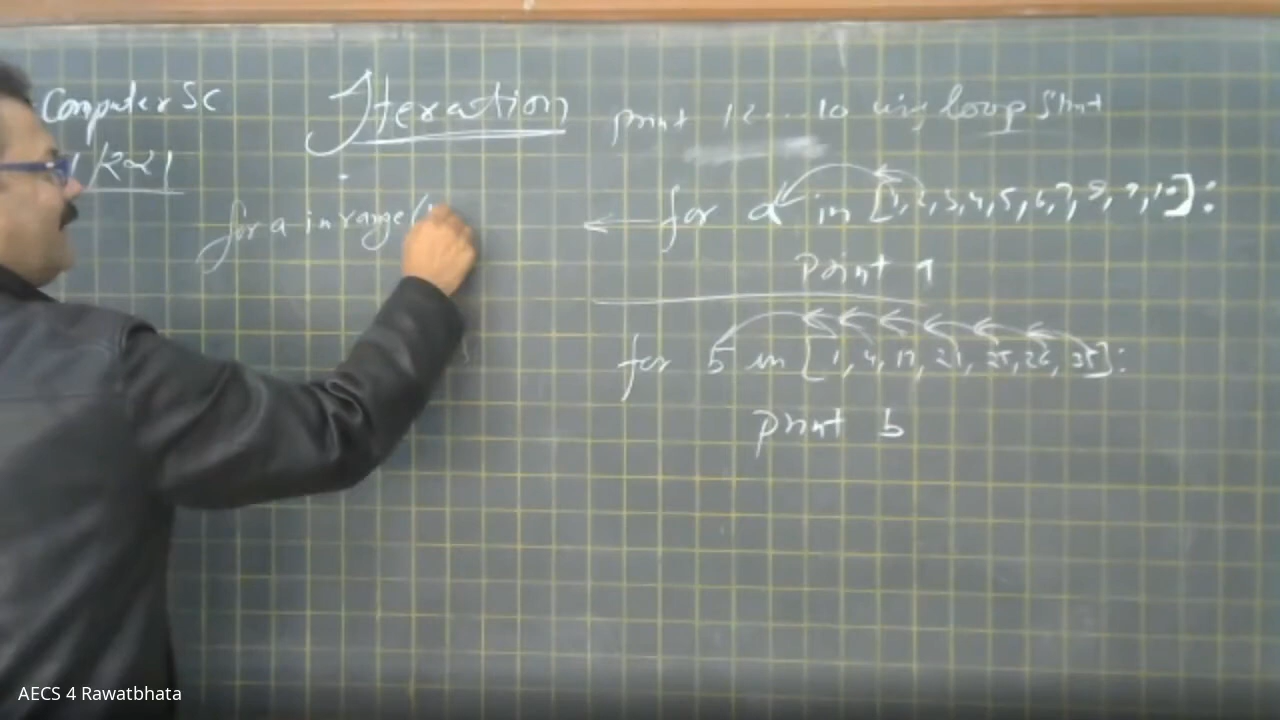 Computer Sc
Iteration
print 12....10 using loop Stmt
for a in [1,2,3,4,5,6,7,8,9,10]:
print a
for a in range(
for b in [1,4,17,21,25,26,35]:
print b
AECS 4 Rawatbhata